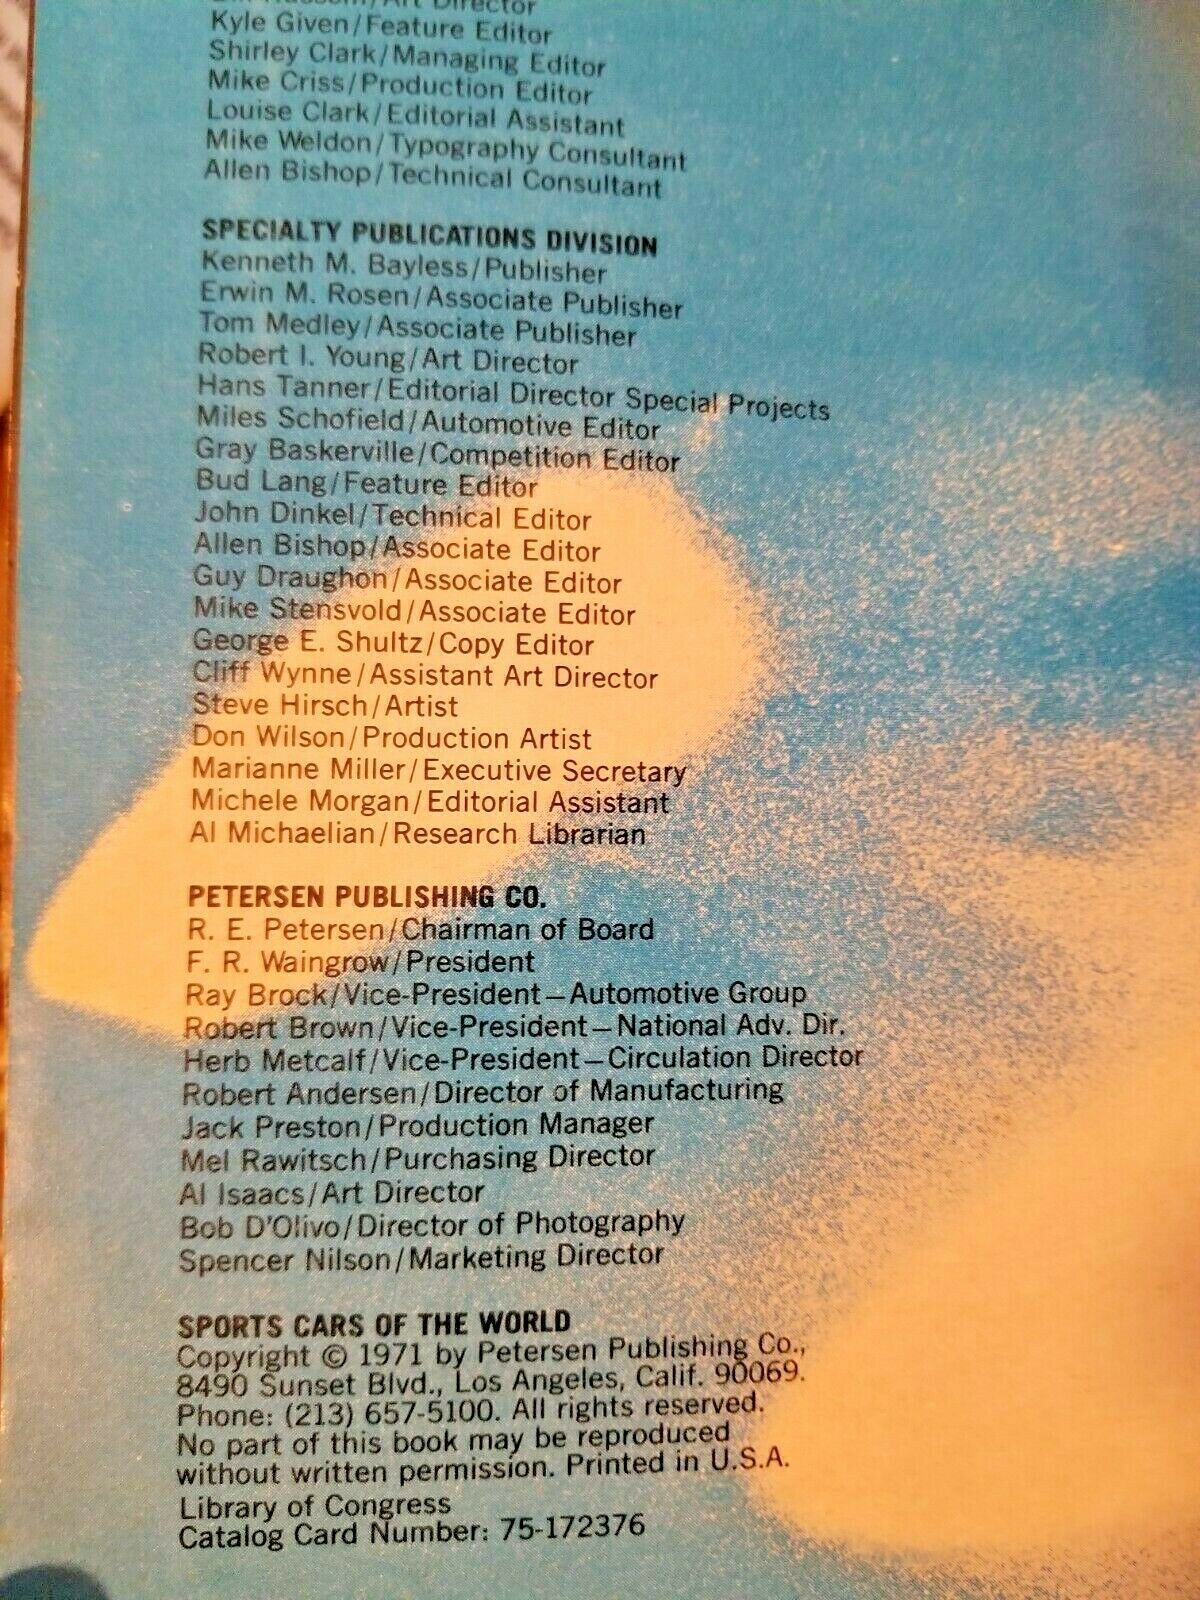 Art Director
Kyle Given/Feature Editor
Shirley Clark/Managing Editor
Mike Criss/Production Editor
Louise Clark/Editorial Assistant
Mike Weldon/Typography Consultant
Allen Bishop/Technical Consultant
SPECIALTY PUBLICATIONS DIVISION
Kenneth M. Bayless/Publisher
Erwin M. Rosen/Associate Publisher
Tom Medley/Associate Publisher
Robert I. Young/Art Director
Hans Tanner/Editorial Director Special Projects
Miles Schofield/Automotive Editor
Gray Baskerville/Competition Editor
Bud Lang/Feature Editor
John Dinkel/Technical Editor
Allen Bishop/Associate Editor
Guy Draughon/Associate Editor
Mike Stensvold/Associate Editor
George E. Shultz/Copy Editor
Cliff Wynne/Assistant Art Director
Steve Hirsch/Artist
Don Wilson/Production Artist
Marianne Miller/Executive Secretary
Michele Morgan/Editorial Assistant
Al Michaelian/Research Librarian
PETERSEN PUBLISHING CO.
R. E. Petersen/Chairman of Board
F. R. Waingrow/President
Ray Brock/Vice-President—Automotive Group
Robert Brown/Vice-President—National Adv. Dir.
Herb Metcalf/Vice-President—Circulation Director
Robert Andersen/Director of Manufacturing
Jack Preston/Production Manager
Mel Rawitsch/Purchasing Director
Al Isaacs/Art Director
Bob D'Olivo/Director of Photography
Spencer Nilson/Marketing Director
SPORTS CARS OF THE WORLD
Copyright © 1971 by Petersen Publishing Co.,
8490 Sunset Blvd., Los Angeles, Calif. 90069.
Phone: (213) 657-5100. All rights reserved.
No part of this book may be reproduced
without written permission. Printed in U.S.A.
Library of Congress
Catalog Card Number: 75-172376